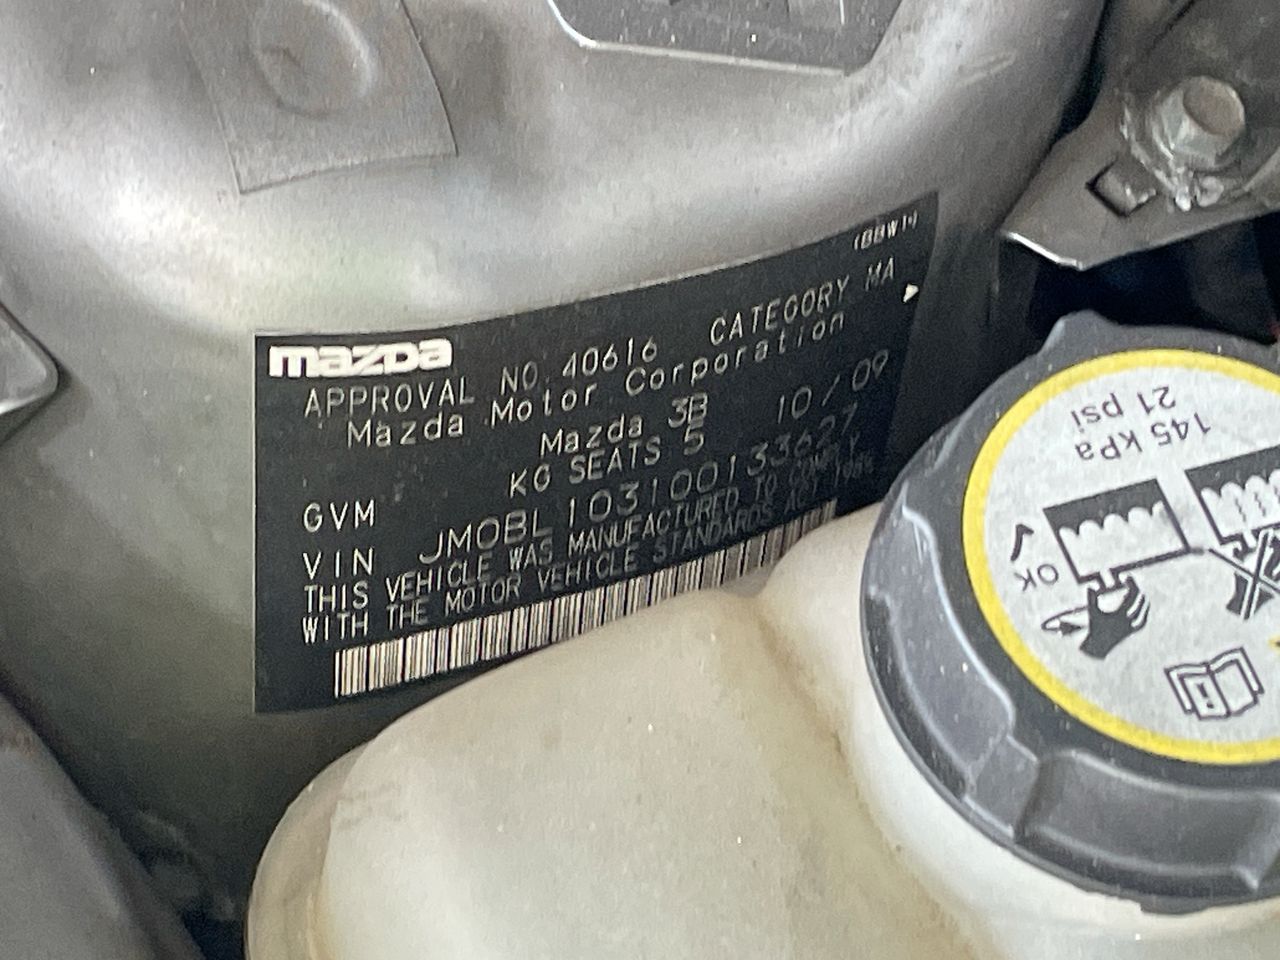 (BBW1)
mazda
APPROVAL NO. 40616 CATEGORY MA
Mazda Motor Corporation
Mazda 3B 10/09
GVM KG SEATS 5
VIN JM0BL103100133627
THIS VEHICLE WAS MANUFACTURED TO COMPLY
WITH THE MOTOR VEHICLE STANDARDS ACT 1989
145 kPa
21 psi
OK